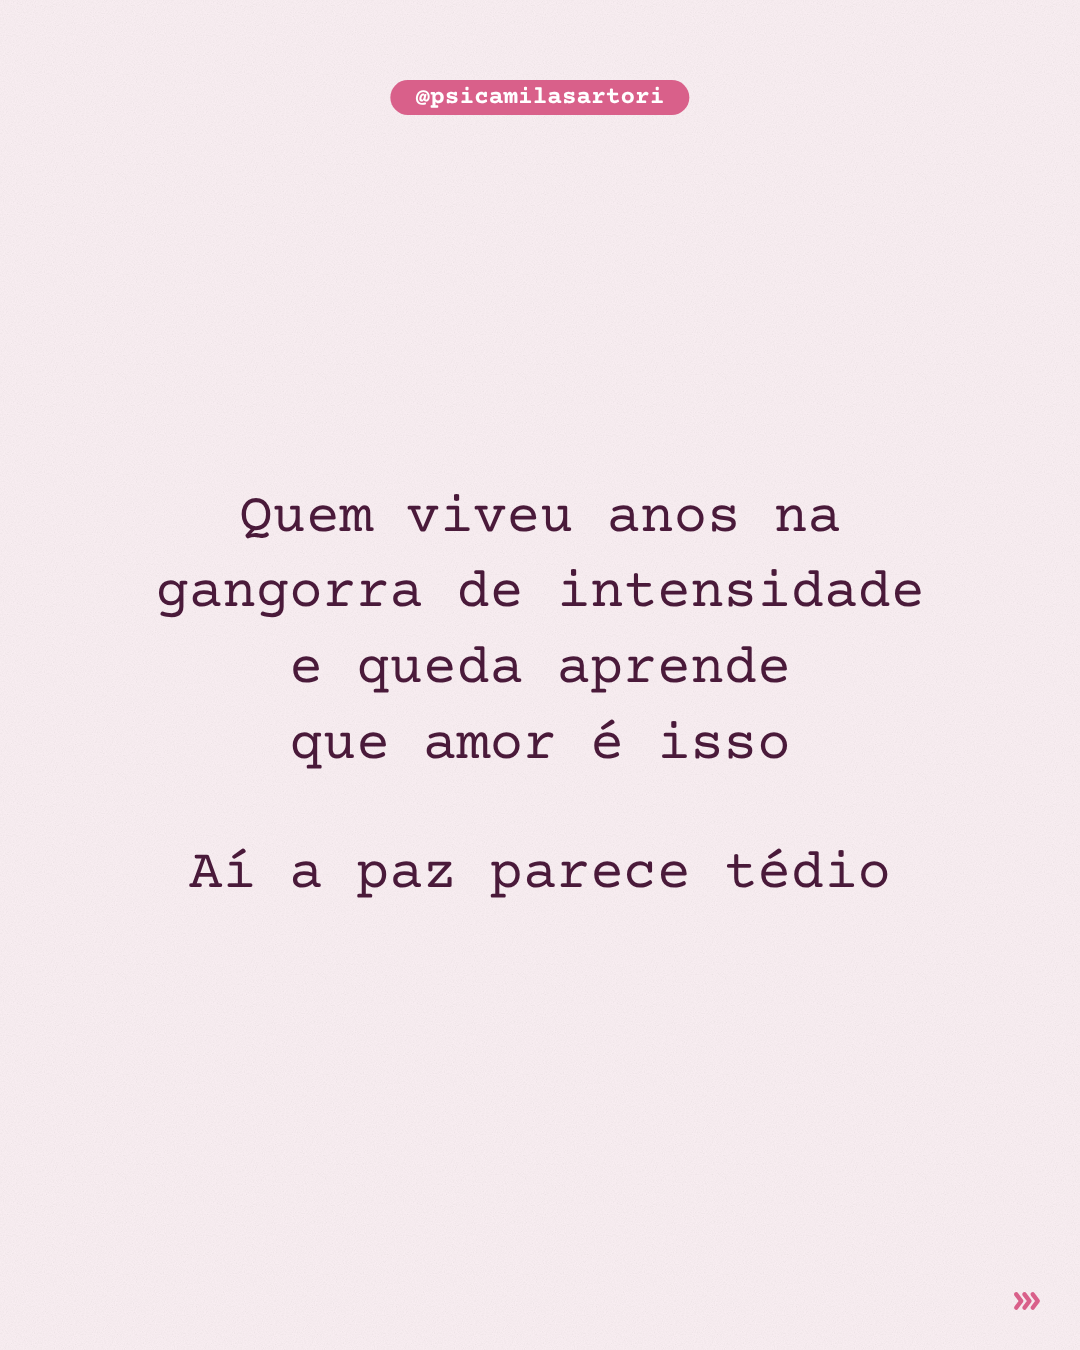 @psicamilasartori
Quem viveu anos na
gangorra de intensidade
e queda aprende
que amor é isso
Aí a paz parece tédio